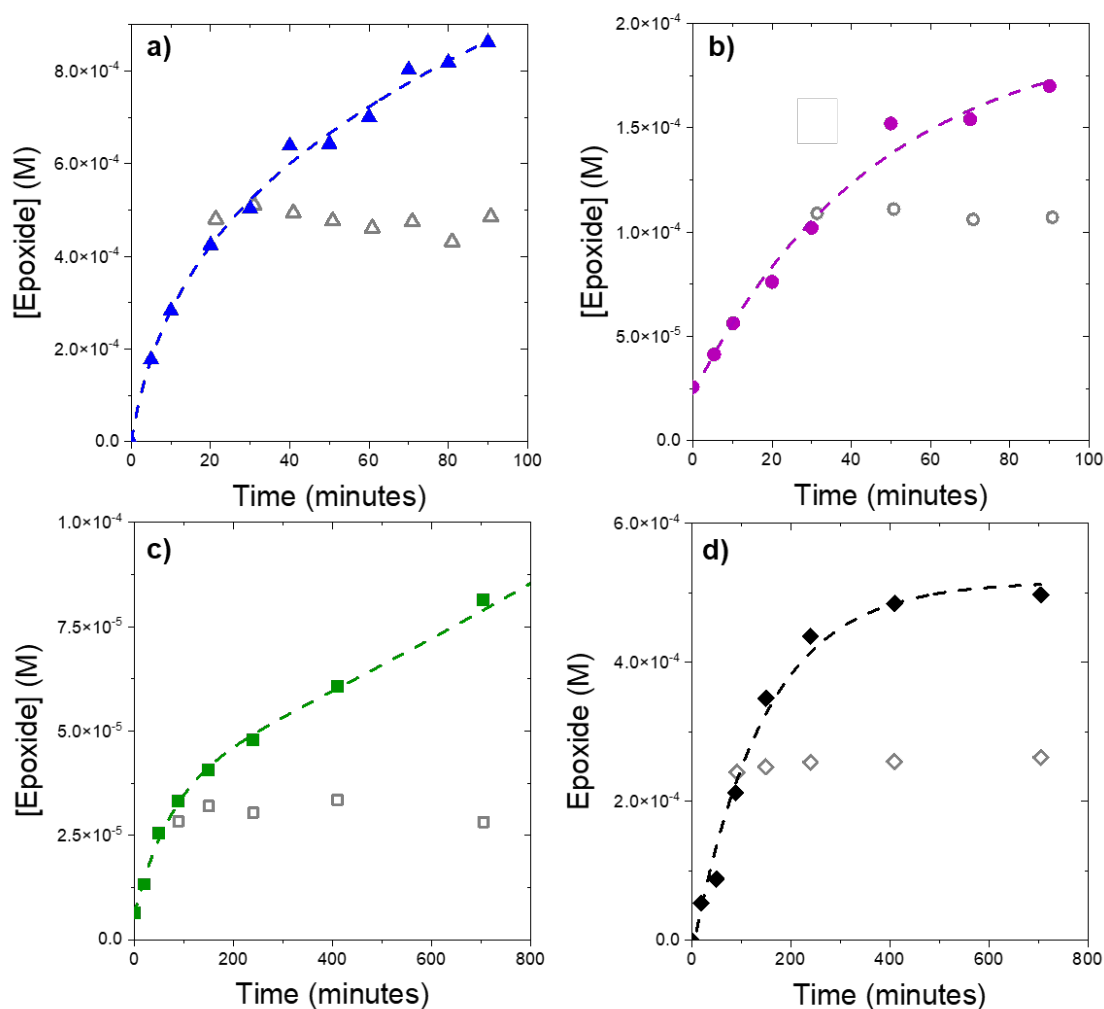 a)
[Epoxide] (M)
8.0×10⁻⁴
6.0×10⁻⁴
4.0×10⁻⁴
2.0×10⁻⁴
0.0
0 20 40 60 80 100
Time (minutes)
b)
[Epoxide] (M)
2.0×10⁻⁴
1.5×10⁻⁴
1.0×10⁻⁴
5.0×10⁻⁵
0.0
0 20 40 60 80 100
Time (minutes)
c)
[Epoxide] (M)
1.0×10⁻⁴
7.5×10⁻⁵
5.0×10⁻⁵
2.5×10⁻⁵
0.0
0 200 400 600 800
Time (minutes)
d)
Epoxide (M)
6.0×10⁻⁴
4.0×10⁻⁴
2.0×10⁻⁴
0.0
0 200 400 600 800
Time (minutes)